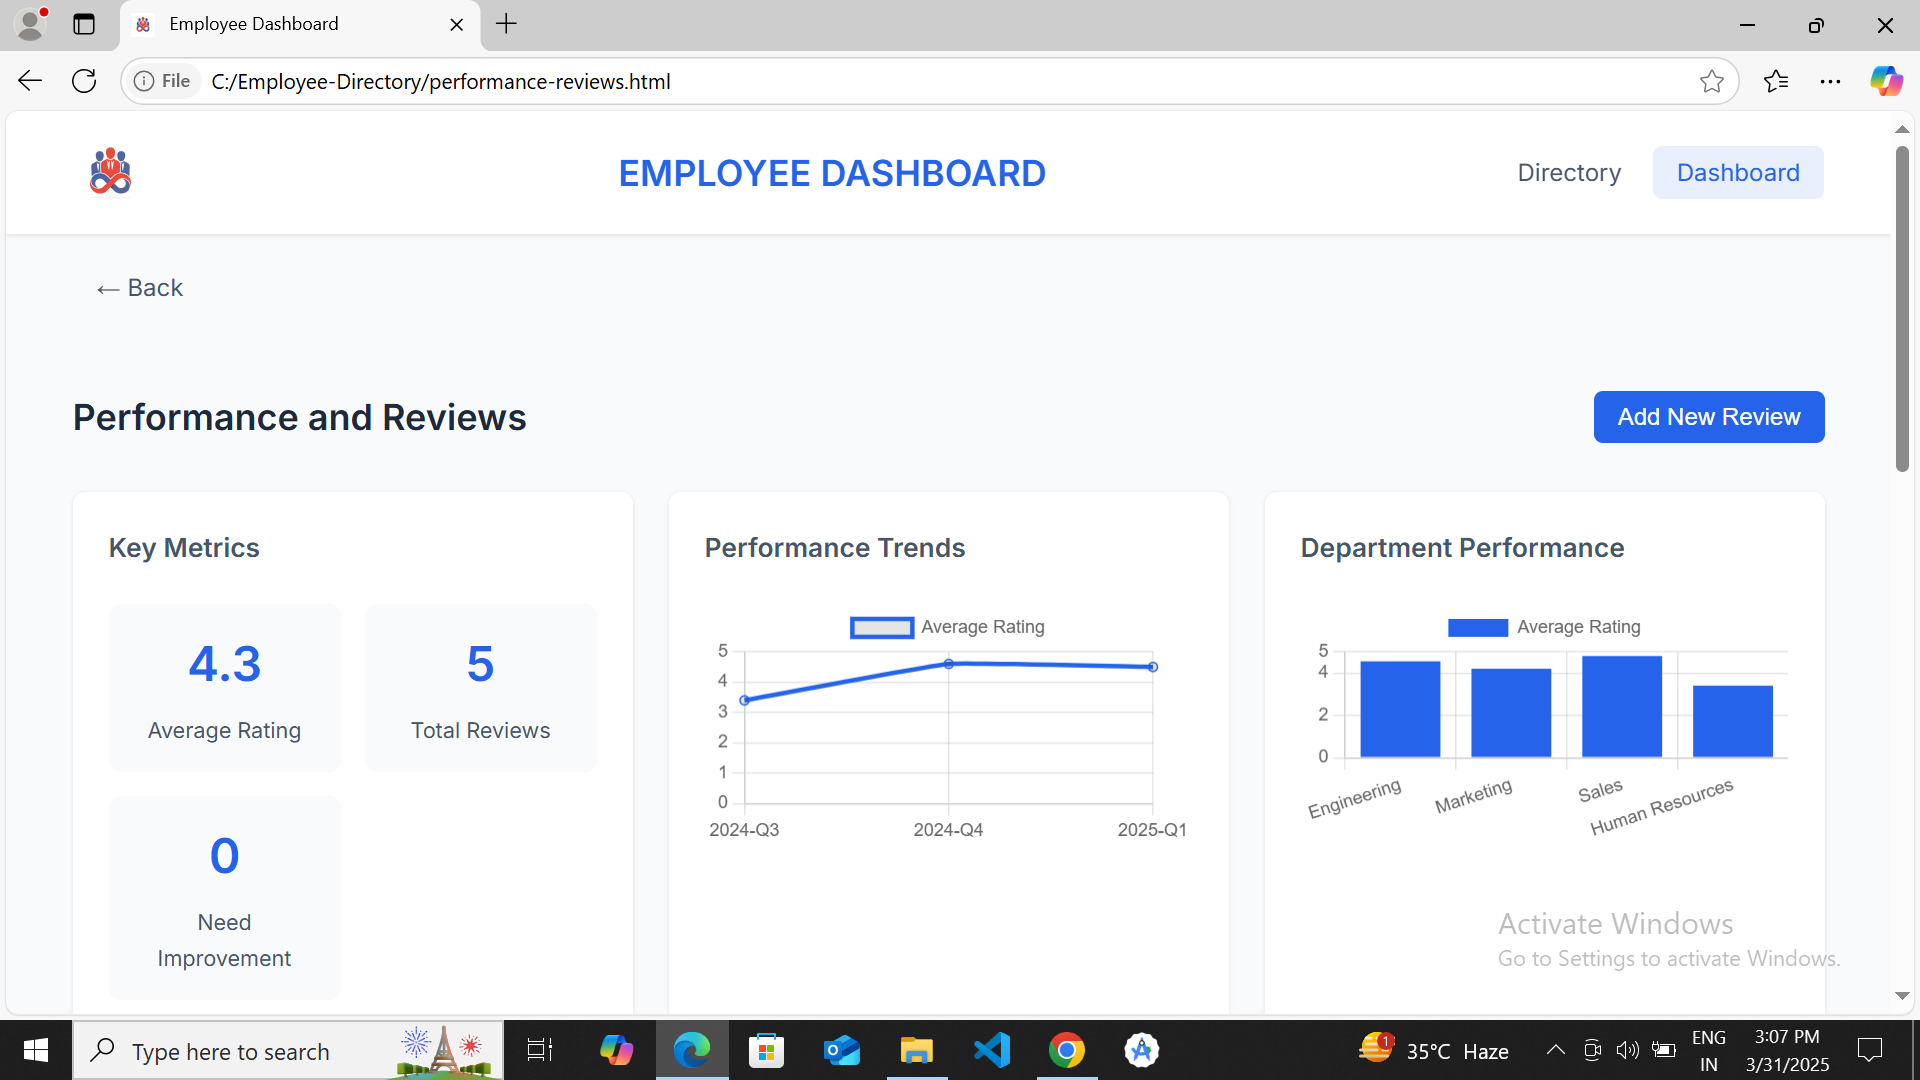 Employee Dashboard
File C:/Employee-Directory/performance-reviews.html
EMPLOYEE DASHBOARD
Directory
Dashboard
← Back
Performance and Reviews
Add New Review
Key Metrics
4.3
Average Rating
5
Total Reviews
0
Need
Improvement
Performance Trends
Average Rating
5
4
3
2
1
0
2024-Q3 2024-Q4 2025-Q1
Department Performance
Average Rating
5
4
2
0
Engineering
Marketing
Sales
Human Resources
Activate Windows
Go to Settings to activate Windows.
Type here to search
1
35°C Haze
ENG
IN
3:07 PM
3/31/2025